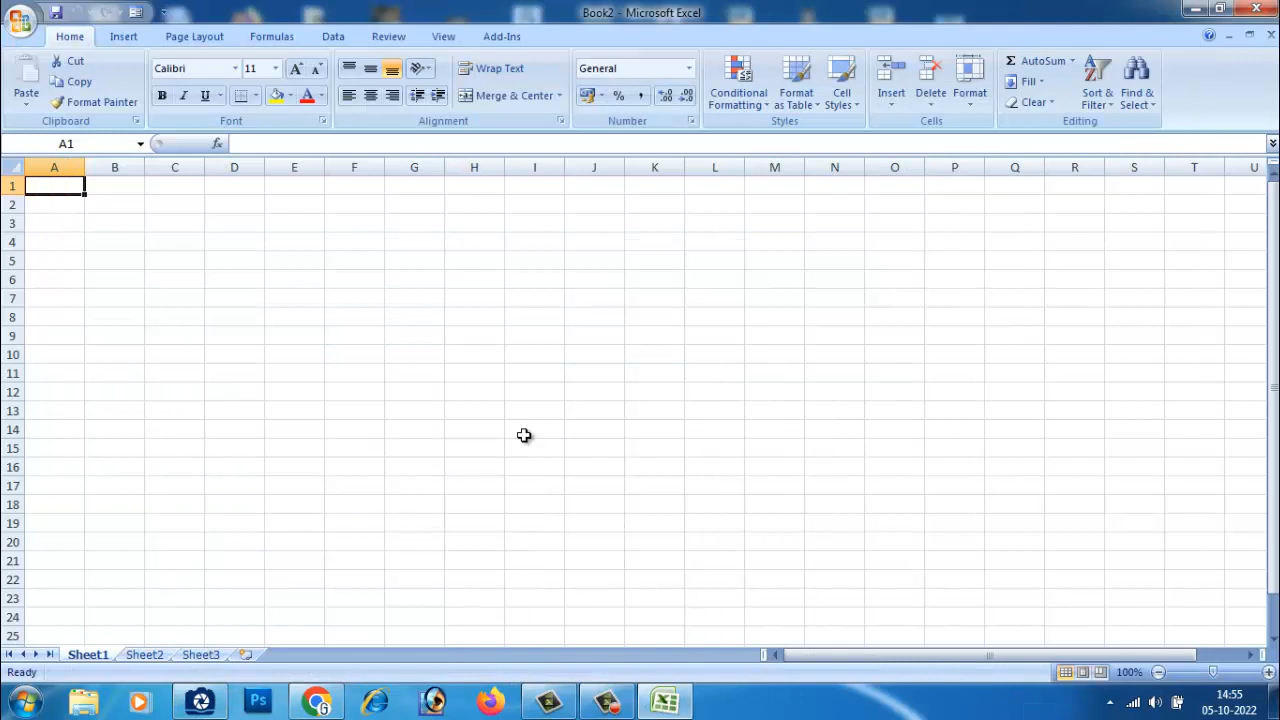 Book2 - Microsoft Excel
Home Insert Page Layout Formulas Data Review View Add-Ins
Paste
Cut
Copy
Format Painter
Clipboard
Calibri 11
B I U
Font
Wrap Text
Merge & Center
Alignment
General
%
Number
Conditional Formatting
Format as Table
Cell Styles
Styles
Insert
Delete
Format
Cells
Σ AutoSum
Fill
Clear
Sort & Filter
Find & Select
Editing
A1
fx
A B C D E F G H I J K L M N O P Q R S T U
1
2
3
4
5
6
7
8
9
10
11
12
13
14
15
16
17
18
19
20
21
22
23
24
25
Sheet1 Sheet2 Sheet3
Ready
100%
Ps
G
14:55
05-10-2022